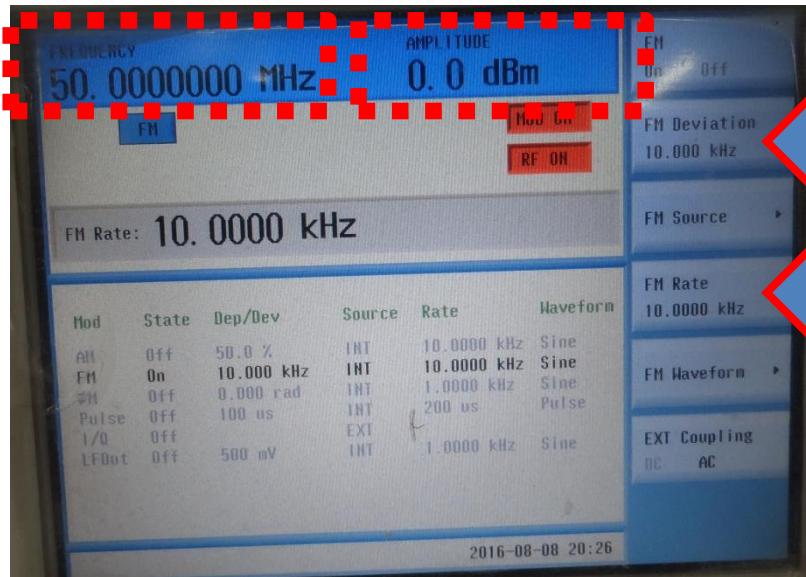 FREQUENCY
50.0000000 MHz
AMPLITUDE
0.0 dBm
FM
MOD ON
RF ON
FM Rate: 10.0000 kHz
Mod State Dep/Dev Source Rate Waveform
AM Off 50.0 % INT 10.0000 kHz Sine
FM On 10.000 kHz INT 10.0000 kHz Sine
ΦM Off 0.000 rad INT 1.0000 kHz Sine
Pulse Off 100 us INT 200 us Pulse
I/Q Off EXT
LFOut Off 500 mV INT 1.0000 kHz Sine
2016-08-08 20:26
FM
On Off
FM Deviation
10.000 kHz
FM Source
FM Rate
10.0000 kHz
FM Waveform
EXT Coupling
DC AC